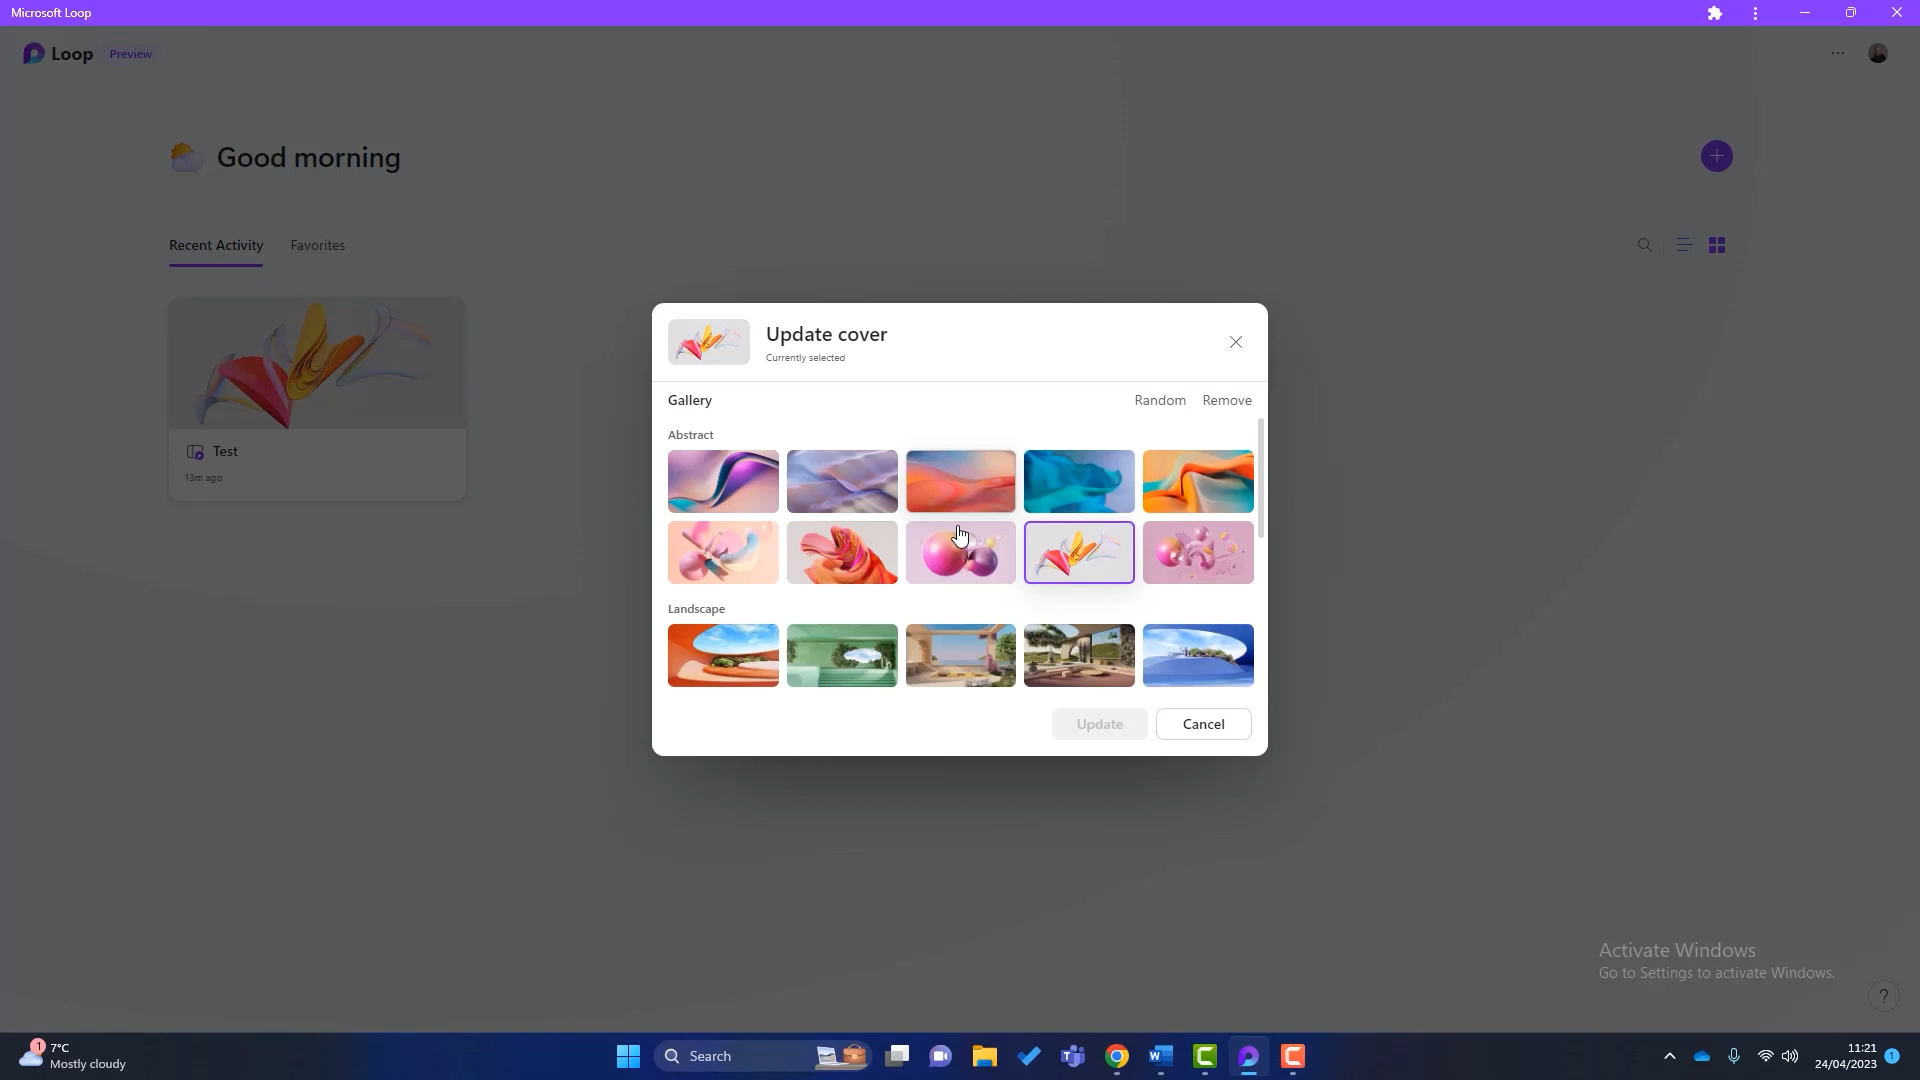 Microsoft Loop
Loop Preview
Good morning
Recent Activity Favorites
Test
13m ago
Update cover
Currently selected
Gallery Random Remove
Abstract
Landscape
Update Cancel
Activate Windows
Go to Settings to activate Windows.
?
1
7°C
Mostly cloudy
Search
11:21
24/04/2023
1